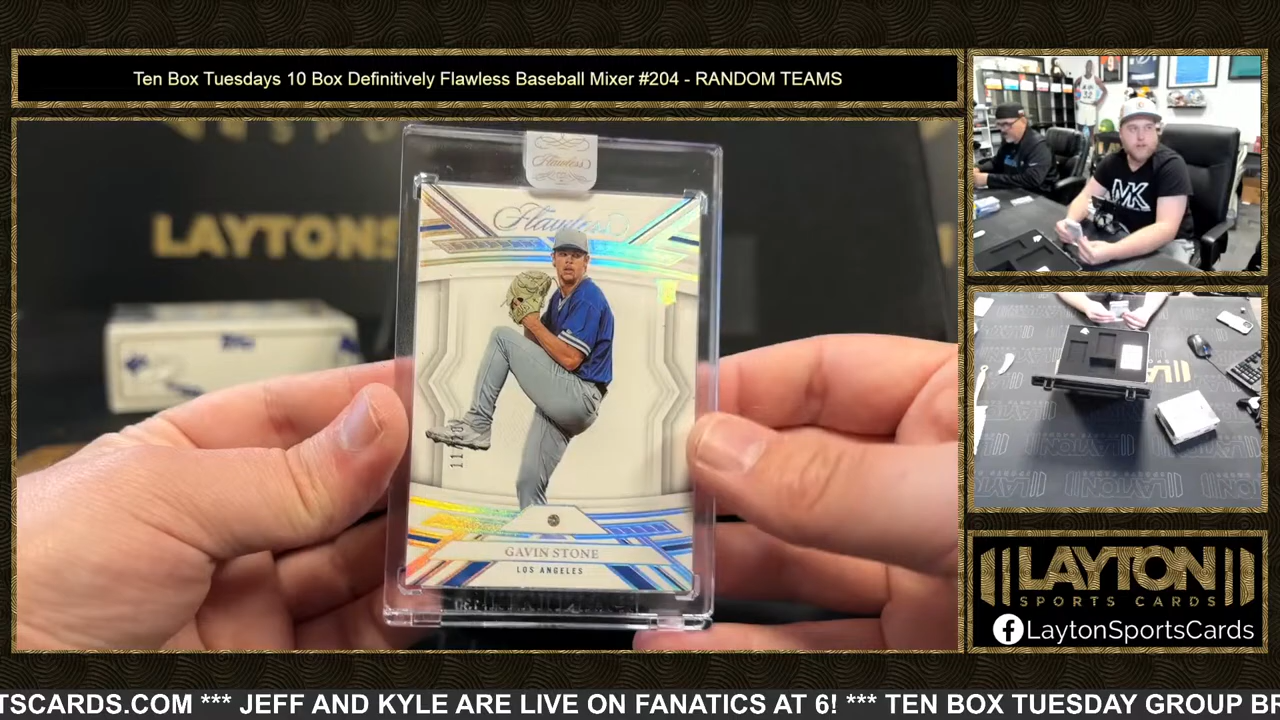 Ten Box Tuesdays 10 Box Definitively Flawless Baseball Mixer #204 - RANDOM TEAMS
LAYTONS
Flawless
Flawless
GAVIN STONE
LOS ANGELES
MK
LAYTON
SPORTS CARDS
LaytonSportsCards
TSCARDS.COM *** JEFF AND KYLE ARE LIVE ON FANATICS AT 6! *** TEN BOX TUESDAY GROUP BR